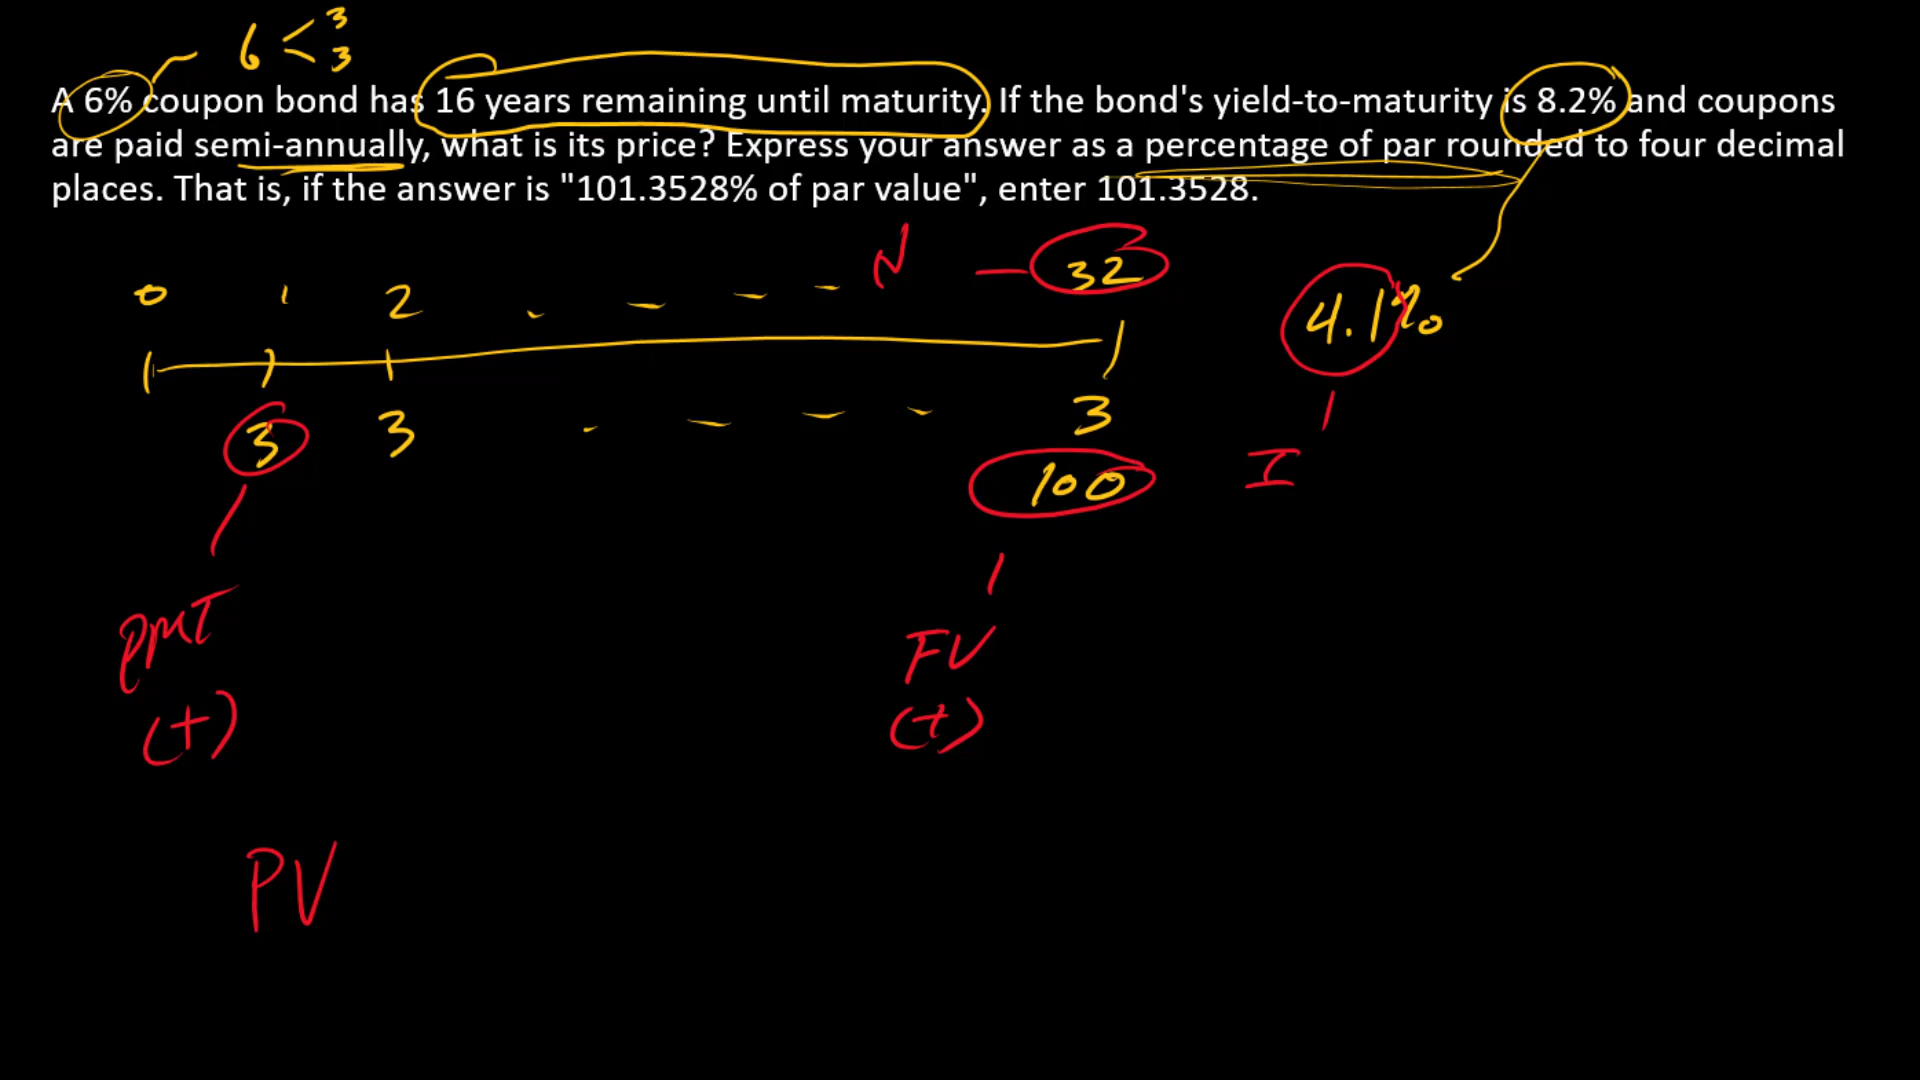 6 < 3
3
A 6% coupon bond has 16 years remaining until maturity. If the bond's yield-to-maturity is 8.2% and coupons
are paid semi-annually, what is its price? Express your answer as a percentage of par rounded to four decimal
places. That is, if the answer is "101.3528% of par value", enter 101.3528.
0 1 2 . - - - N - 32
4.1%
3 3 . - - - 3
100
I
PMT
FV
(+)
(+)
PV